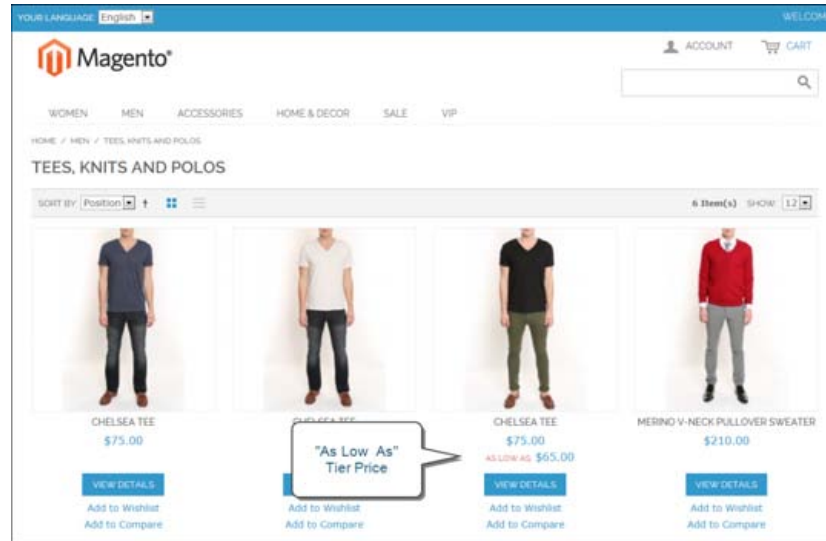 YOUR LANGUAGE: English
WELCOM
Magento®
ACCOUNT
CART
WOMEN MEN ACCESSORIES HOME & DECOR SALE VIP
HOME / MEN / TEES, KNITS AND POLOS
TEES, KNITS AND POLOS
SORT BY Position
6 Item(s) SHOW 12
CHELSEA TEE
$75.00
VIEW DETAILS
Add to Wishlist
Add to Compare
CHELSEA TEE
"As Low As"
Tier Price
Add to Wishlist
Add to Compare
CHELSEA TEE
$75.00
AS LOW AS: $65.00
VIEW DETAILS
Add to Wishlist
Add to Compare
MERINO V-NECK PULLOVER SWEATER
$210.00
VIEW DETAILS
Add to Wishlist
Add to Compare